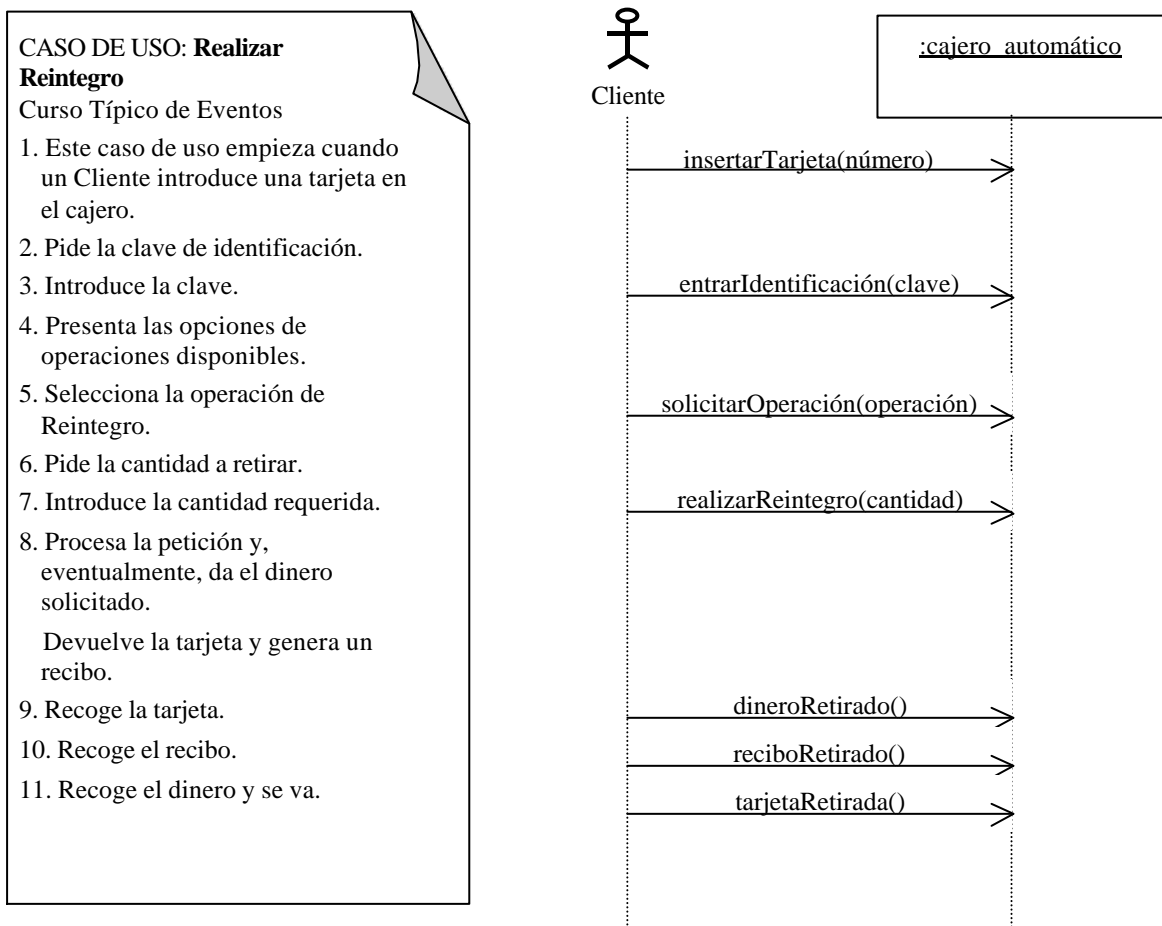 CASO DE USO: Realizar
Reintegro
Curso Típico de Eventos
1. Este caso de uso empieza cuando
un Cliente introduce una tarjeta en
el cajero.
2. Pide la clave de identificación.
3. Introduce la clave.
4. Presenta las opciones de
operaciones disponibles.
5. Selecciona la operación de
Reintegro.
6. Pide la cantidad a retirar.
7. Introduce la cantidad requerida.
8. Procesa la petición y,
eventualmente, da el dinero
solicitado.
Devuelve la tarjeta y genera un
recibo.
9. Recoge la tarjeta.
10. Recoge el recibo.
11. Recoge el dinero y se va.
Cliente
:cajero automático
insertarTarjeta(número)
entrarIdentificación(clave)
solicitarOperación(operación)
realizarReintegro(cantidad)
dineroRetirado()
reciboRetirado()
tarjetaRetirada()